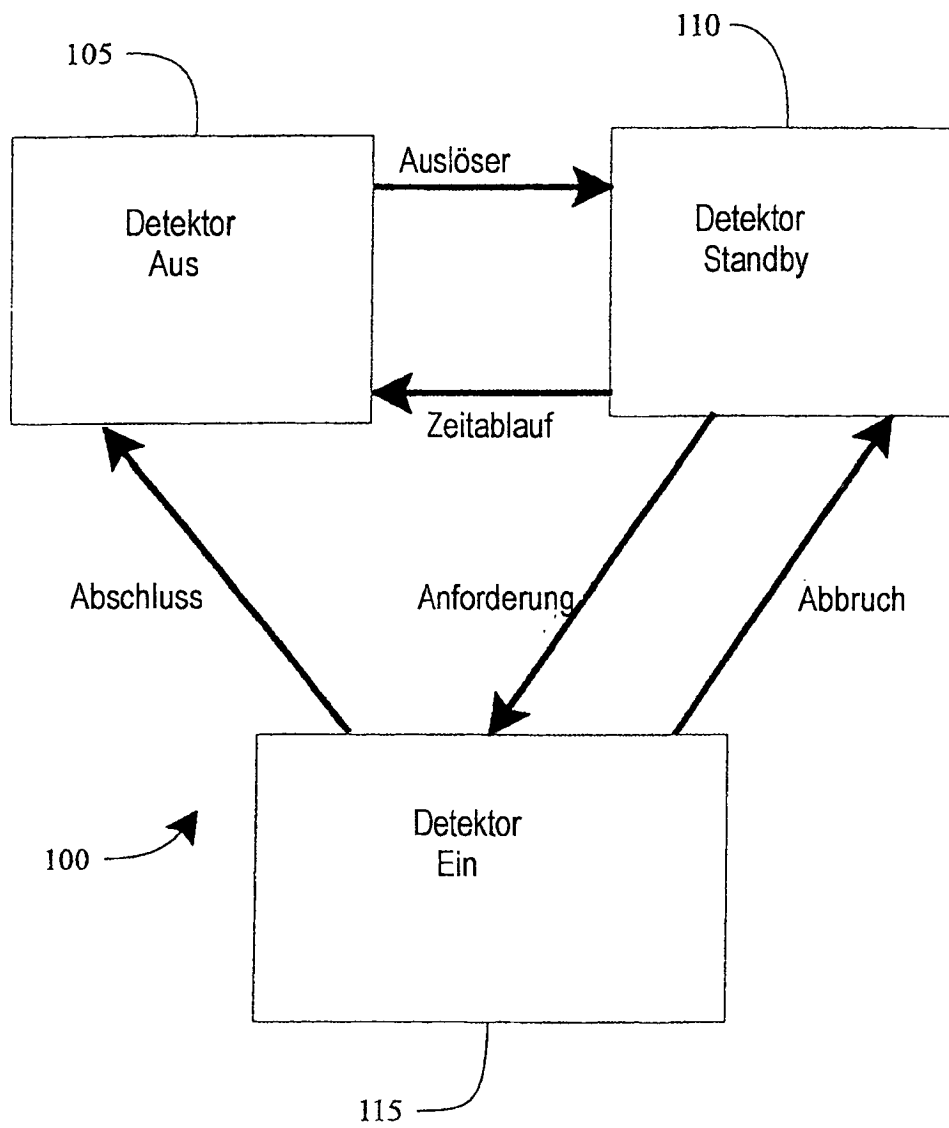 105
110
Auslöser
Detektor
Aus
Detektor
Standby
Zeitablauf
Abschluss
Anforderung
Abbruch
Detektor
Ein
100
115